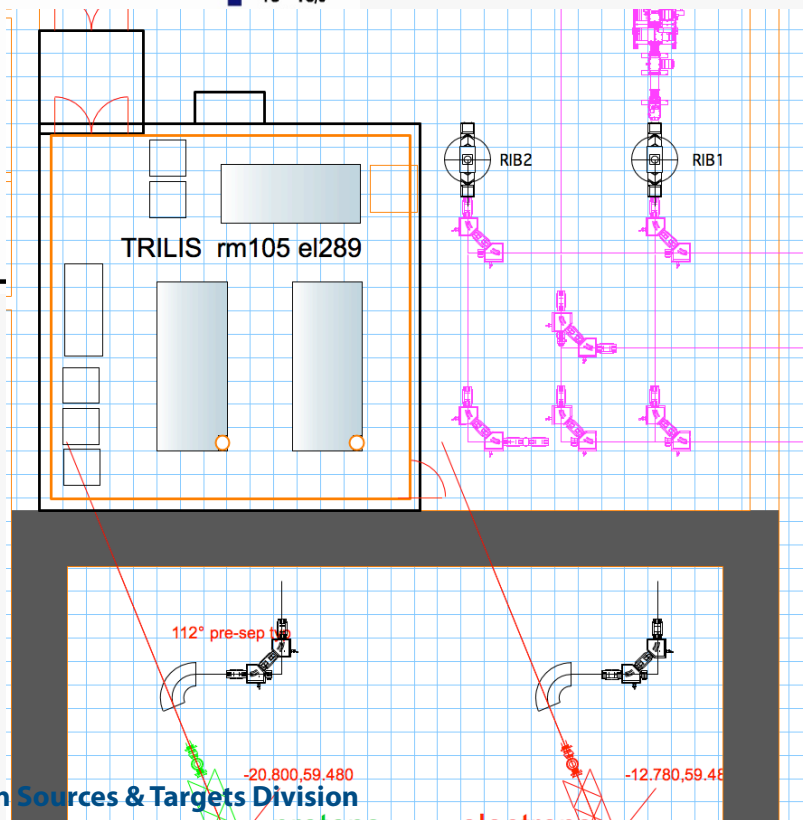 RIB2
RIB1
TRILIS rm105 el289
112° pre-sep
-20.800,59.480
-12.780,59.48
Sources & Targets Division